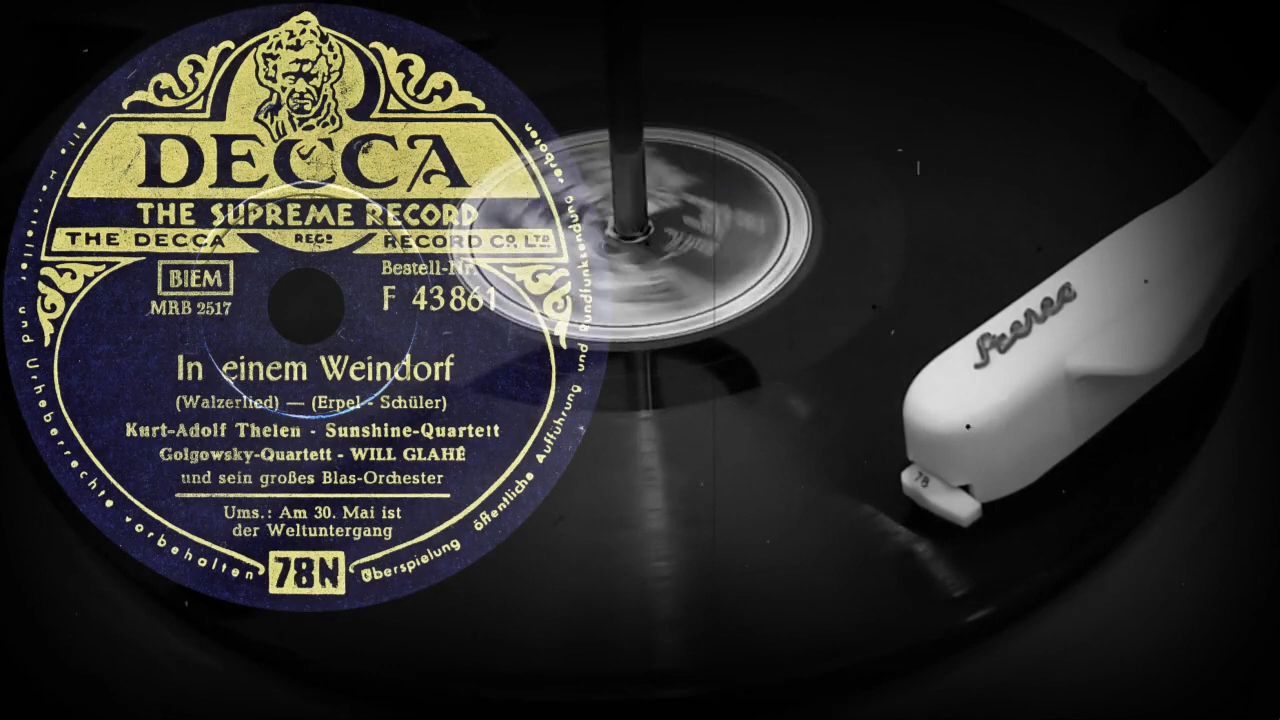 DECCA
THE SUPREME RECORD
THE DECCA REGD RECORD CO. LTD
BIEM
MRB 2517
Bestell-Nr.
F 43861
In einem Weindorf
(Walzerlied) — (Erpel - Schüler)
Kurt-Adolf Thelen - Sunshine-Quartett
Golgowsky-Quartett - WILL GLAHÉ
und sein großes Blas-Orchester
Ums.: Am 30. Mai ist
der Weltuntergang
78N
Alle Hersteller- und Urheberrechte vorbehalten
Überspielung öffentliche Aufführung und Rundfunksendung verboten
Stereo
78